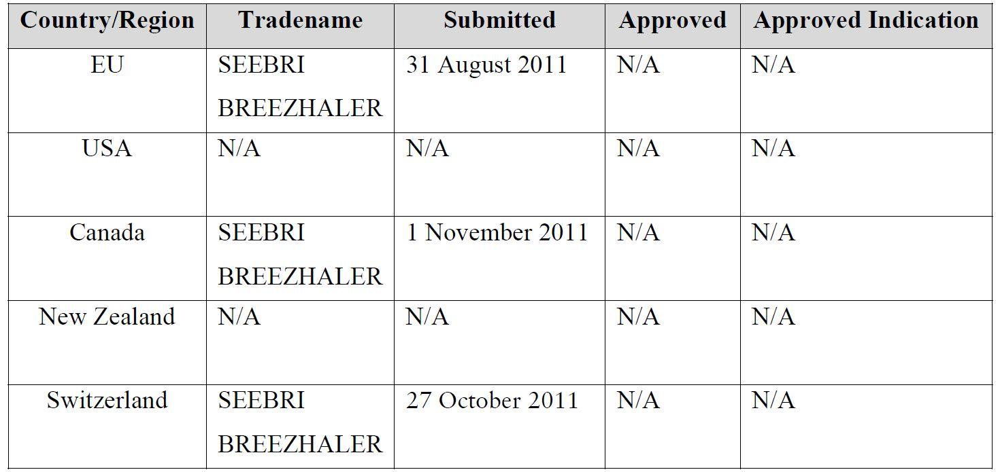 Country/Region Tradename Submitted Approved Approved Indication
EU SEEBRI 31 August 2011 N/A N/A
BREEZHALER
USA N/A N/A N/A N/A
Canada SEEBRI 1 November 2011 N/A N/A
BREEZHALER
New Zealand N/A N/A N/A N/A
Switzerland SEEBRI 27 October 2011 N/A N/A
BREEZHALER